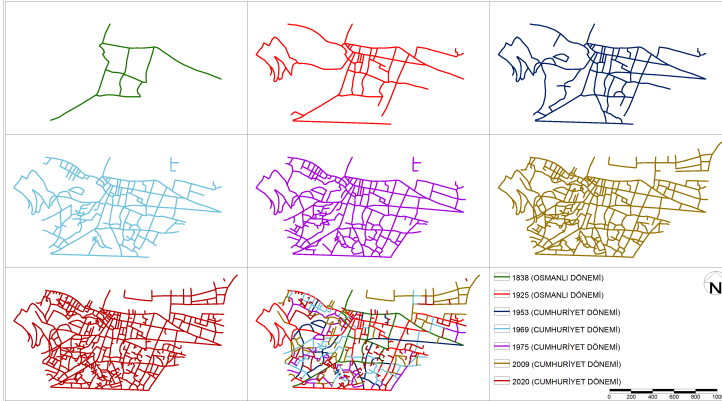 1838 (OSMANLI DÖNEMİ)
1925 (OSMANLI DÖNEMİ)
1953 (CUMHURİYET DÖNEMİ)
1969 (CUMHURİYET DÖNEMİ)
1975 (CUMHURİYET DÖNEMİ)
2009 (CUMHURİYET DÖNEMİ)
2020 (CUMHURİYET DÖNEMİ)
N
0 200 400 600 800